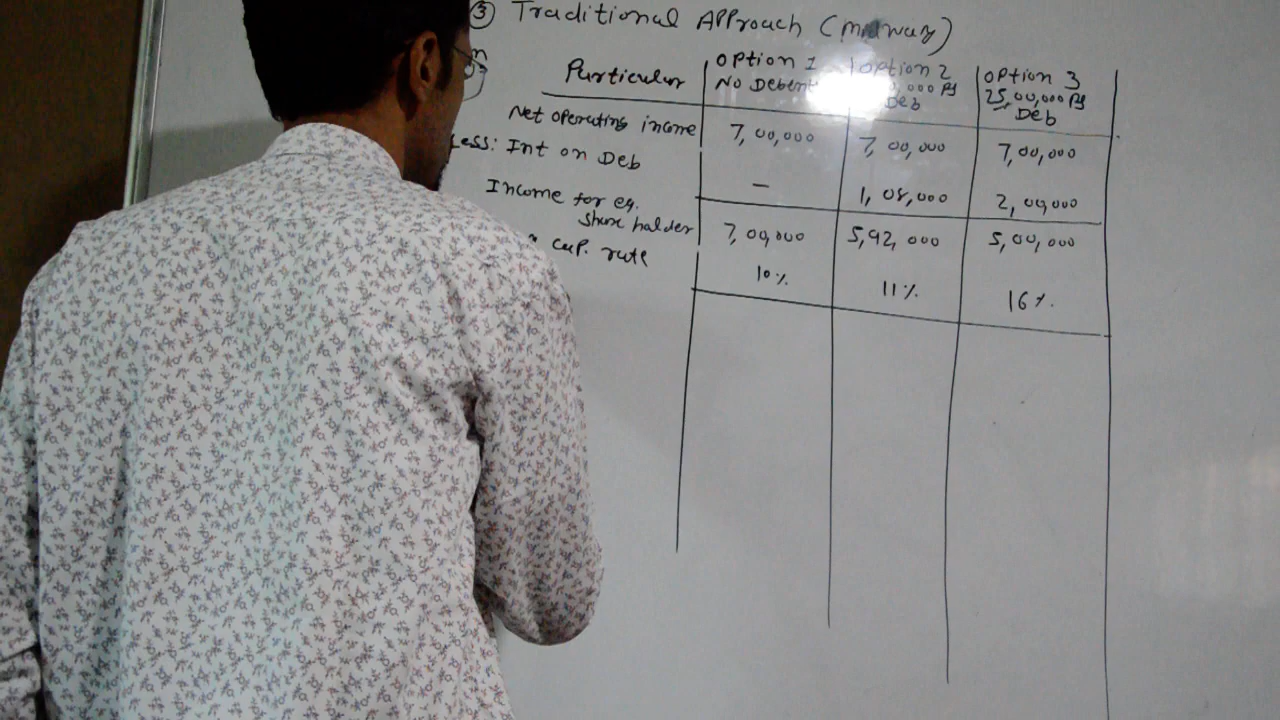 ③ Traditional Approach (Midway)
Particular
option 1
No Debent
option 2
,000 Rs
Deb
option 3
25,00,000 Rs
Deb
Net operating income 7,00,000 7,00,000 7,00,000
Less: Int on Deb — 1,08,000 2,00,000
Income for eq.
share halder 7,00,000 5,92,000 5,00,000
cap. rate 10% 11% 16%